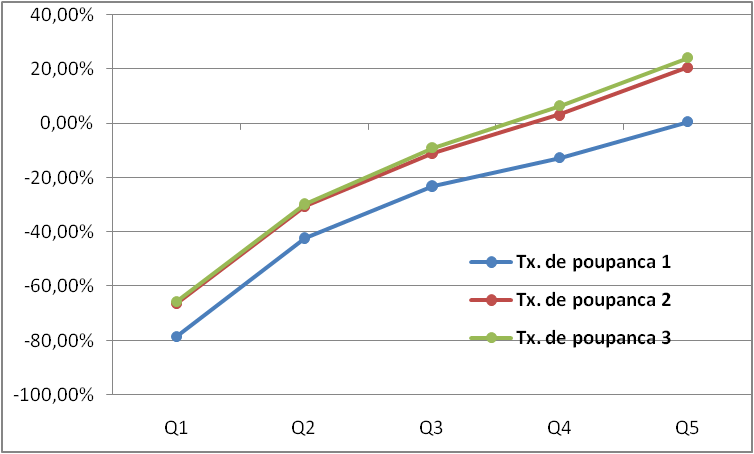 40,00%
20,00%
0,00%
-20,00%
-40,00%
-60,00%
-80,00%
-100,00%
Tx. de poupanca 1
Tx. de poupanca 2
Tx. de poupanca 3
Q1 Q2 Q3 Q4 Q5